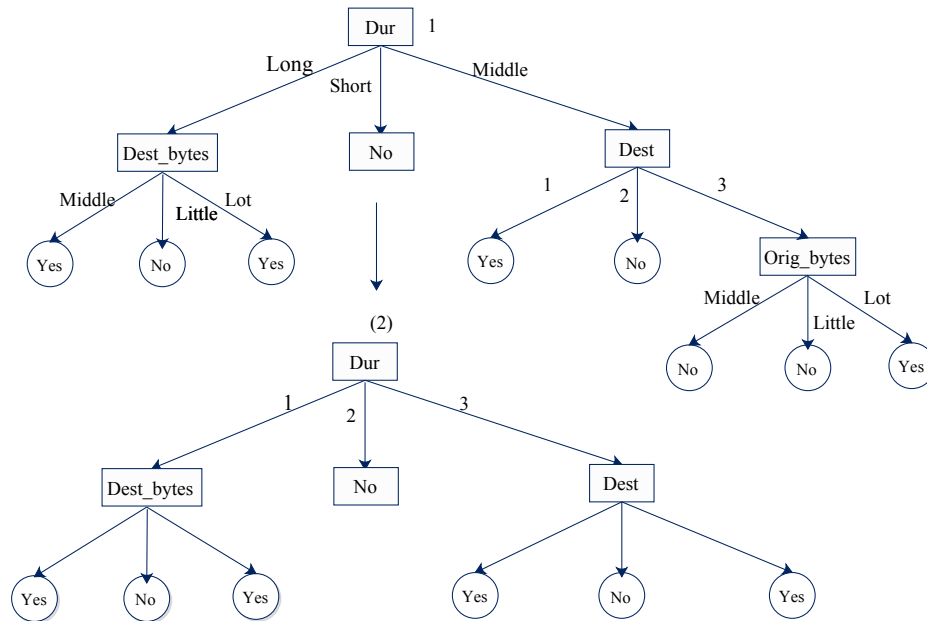 Dur 1
Long
Short
Middle
Dest_bytes
No
Dest
Middle
Little
Lot
1
2
3
Yes
No
Yes
Yes
No
Orig_bytes
Middle
Little
Lot
No
No
Yes
(2)
Dur
1
2
3
Dest_bytes
No
Dest
Yes
No
Yes
Yes
No
Yes